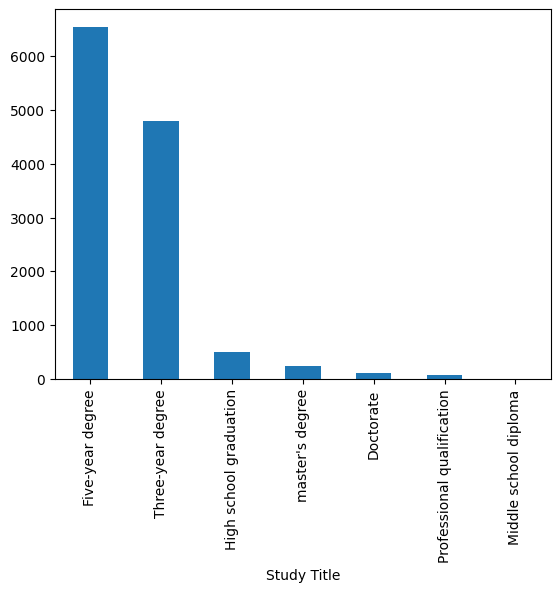 6000
5000
4000
3000
2000
1000
0
Five-year degree
Three-year degree
High school graduation
master's degree
Doctorate
Professional qualification
Middle school diploma
Study Title